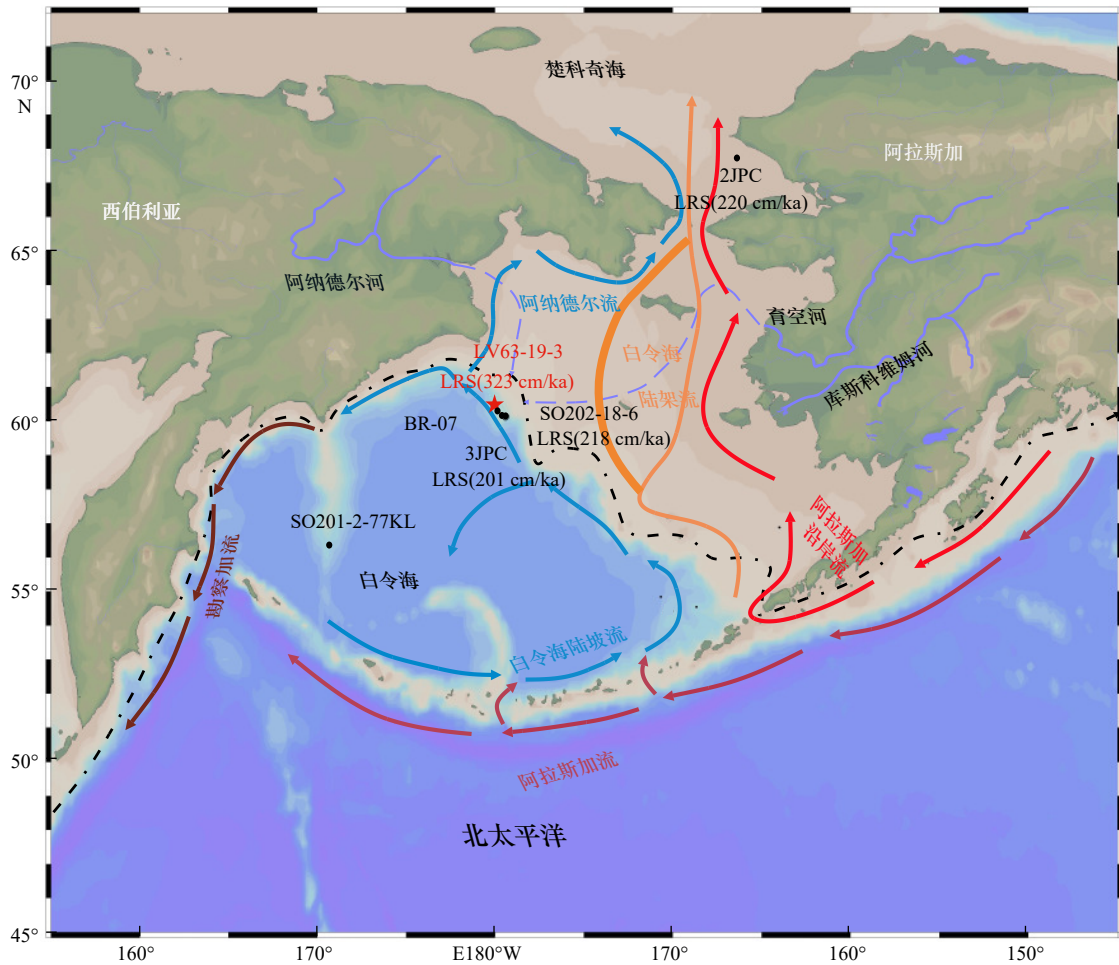 楚科奇海
70°
N
阿拉斯加
2JPC
LRS(220 cm/ka)
西伯利亚
65°
阿纳德尔河
阿纳德尔流
育空河
LV63-19-3
白令海
LRS(323 cm/ka)
陆架流
库斯科维姆河
60°
BR-07
SO202-18-6
LRS(218 cm/ka)
3JPC
LRS(201 cm/ka)
SO201-2-77KL
阿拉斯加
沿岸流
勘察加流
白令海
55°
白令海陆坡流
50°
阿拉斯加流
北太平洋
45°
160°
170°
E180°W
170°
160°
150°